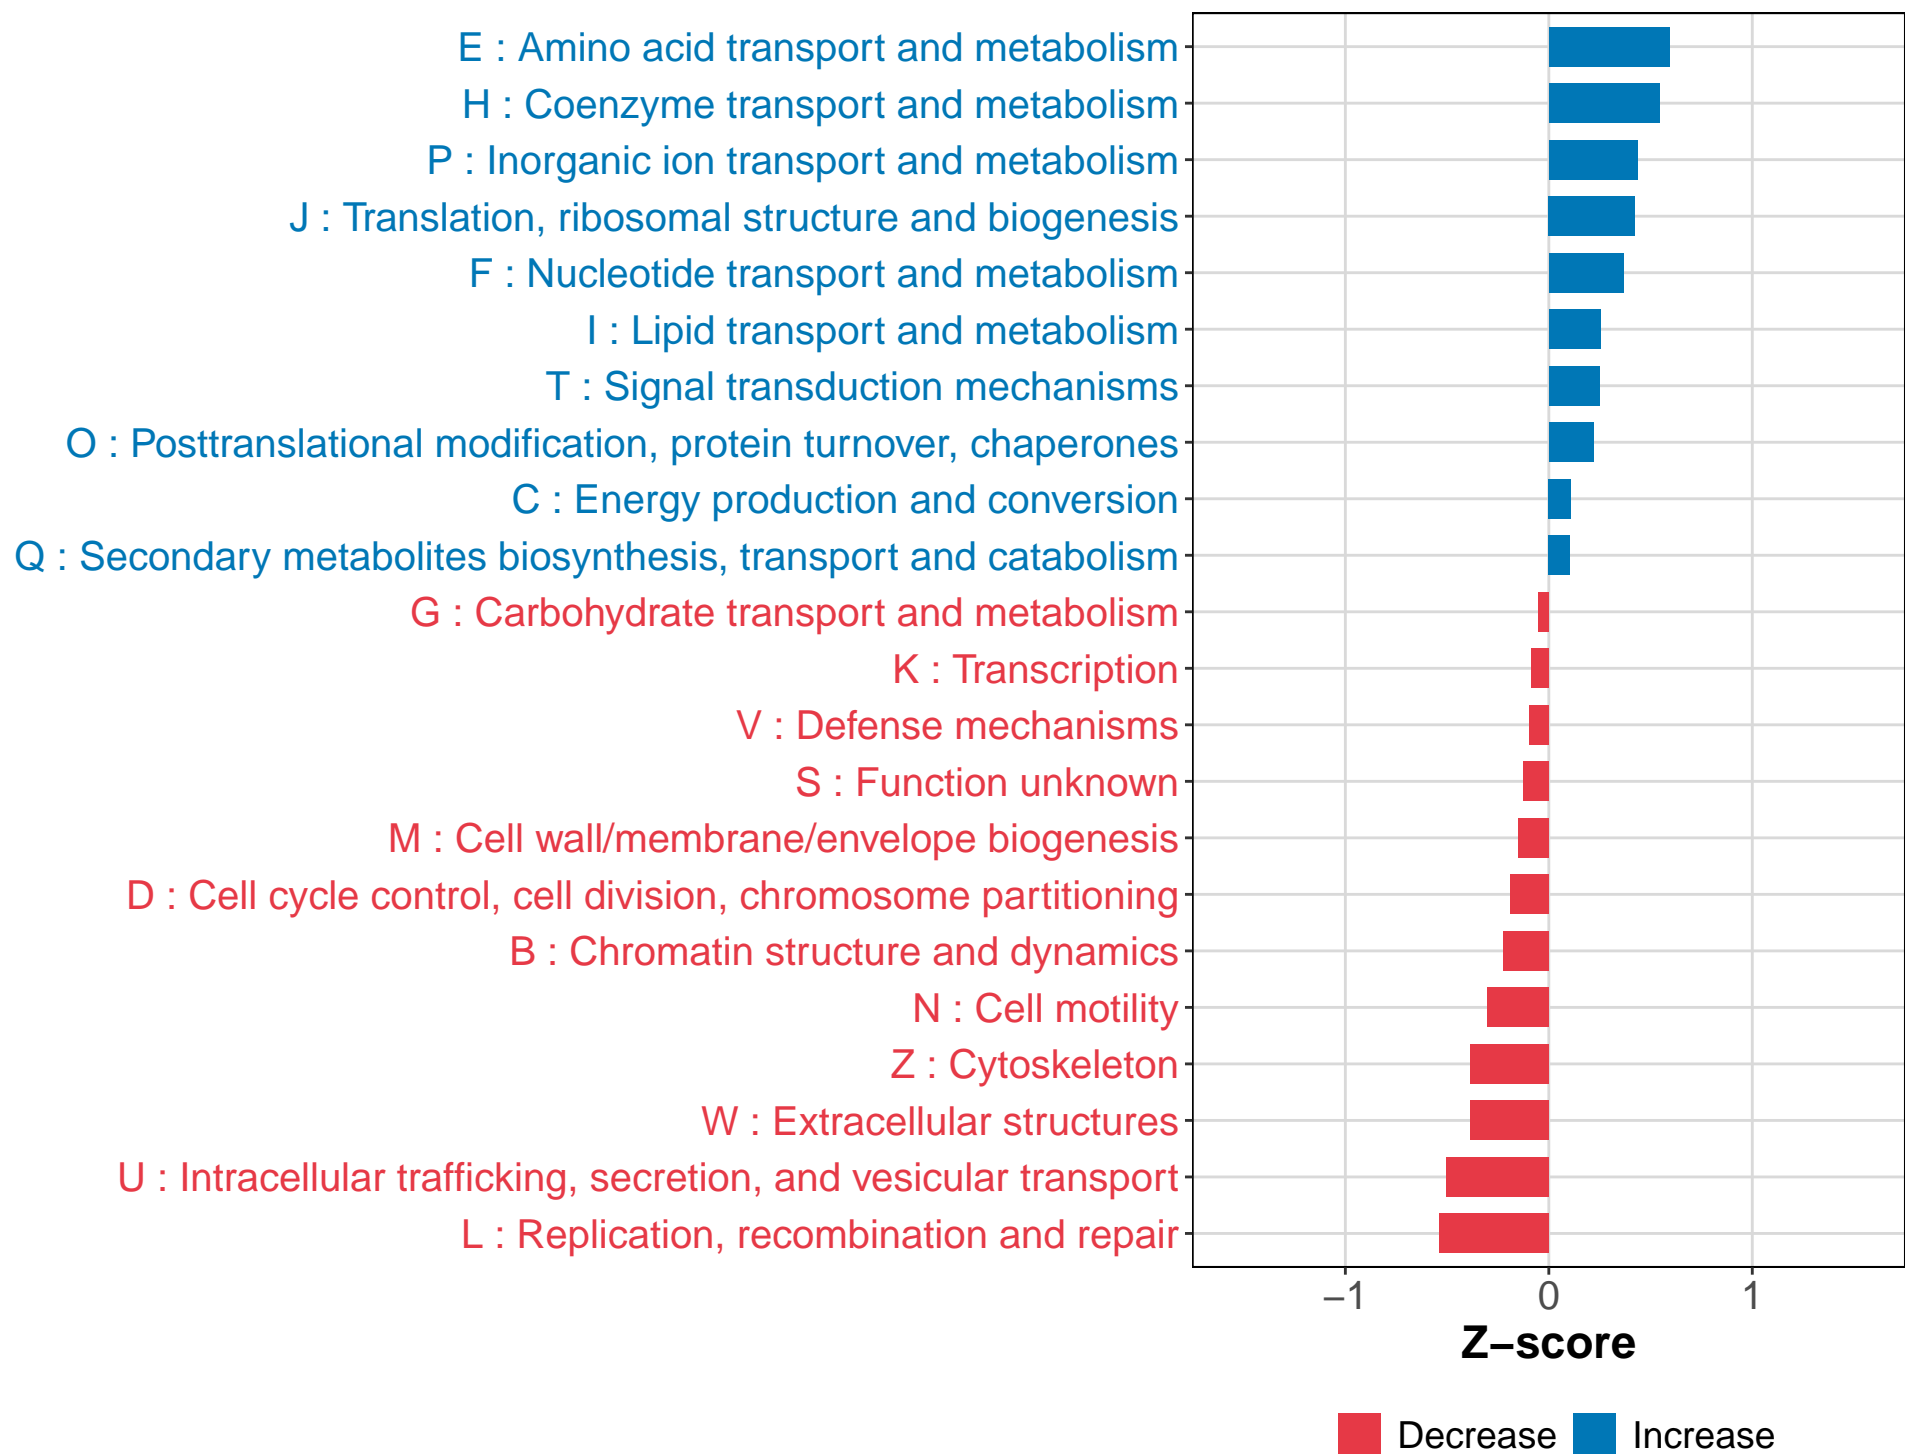 E : Amino acid transport and metabolism
H : Coenzyme transport and metabolism
P : Inorganic ion transport and metabolism
J : Translation, ribosomal structure and biogenesis
F : Nucleotide transport and metabolism
I : Lipid transport and metabolism
T : Signal transduction mechanisms
O : Posttranslational modification, protein turnover, chaperones
C : Energy production and conversion
Q : Secondary metabolites biosynthesis, transport and catabolism
G : Carbohydrate transport and metabolism
K : Transcription
V : Defense mechanisms
S : Function unknown
M : Cell wall/membrane/envelope biogenesis
D : Cell cycle control, cell division, chromosome partitioning
B : Chromatin structure and dynamics
N : Cell motility
Z : Cytoskeleton
W : Extracellular structures
U : Intracellular trafficking, secretion, and vesicular transport
L : Replication, recombination and repair
−1 0 1
Z−score
Decrease Increase